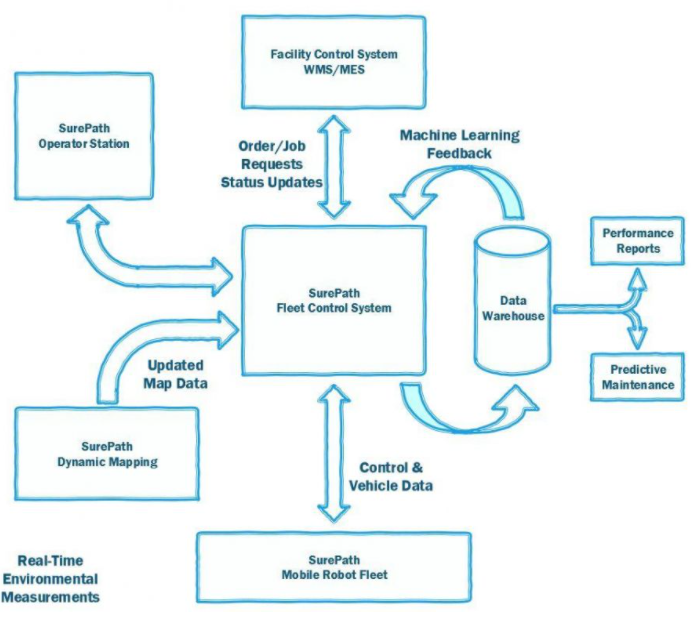 Facility Control System
WMS/MES
SurePath
Operator Station
Order/Job
Requests
Status Updates
Machine Learning
Feedback
Performance
Reports
SurePath
Fleet Control System
Data
Warehouse
Updated
Map Data
Predictive
Maintenance
SurePath
Dynamic Mapping
Control &
Vehicle Data
Real-Time
Environmental
Measurements
SurePath
Mobile Robot Fleet